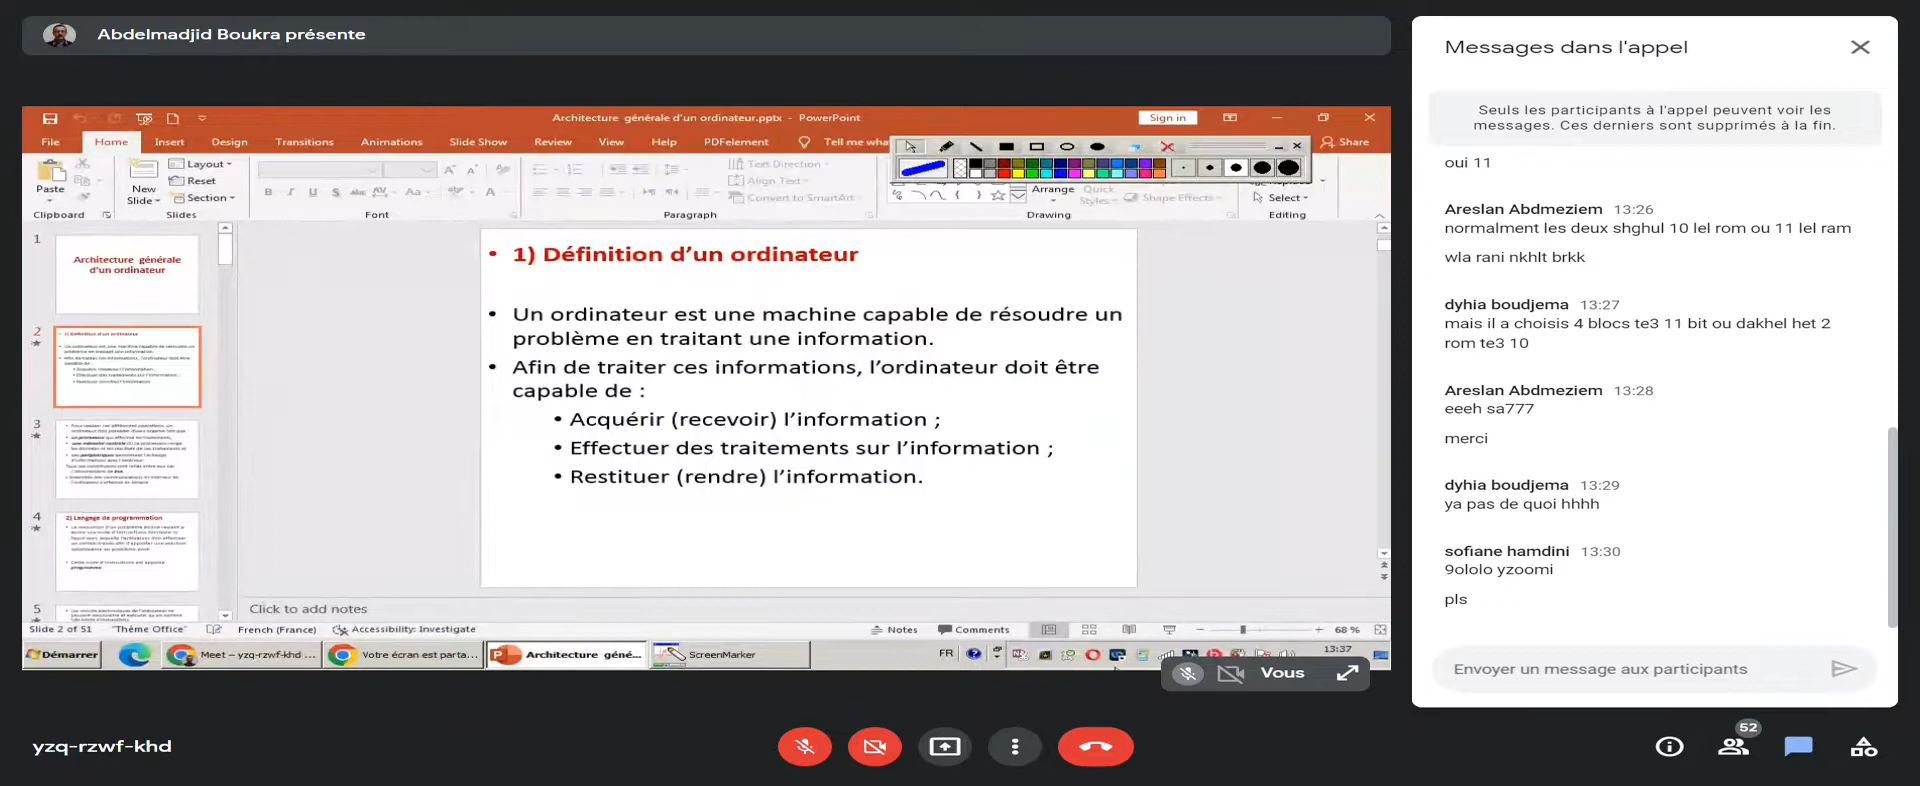 Abdelmadjid Boukra présente
Architecture générale d'un ordinateur.pptx - PowerPoint
Sign in
File Home Insert Design Transitions Animations Slide Show Review View Help PDFelement Tell me wha
Share
Paste
Clipboard
New
Slide
Layout
Reset
Section
Slides
Font
Text Direction
Align Text
Convert to SmartArt
Paragraph
Arrange
Quick
Styles
Shape Effects
Drawing
Select
Editing
1
Architecture générale
d'un ordinateur
2
3
4
2) Langage de programmation
5
• 1) Définition d’un ordinateur
• Un ordinateur est une machine capable de résoudre un
problème en traitant une information.
• Afin de traiter ces informations, l’ordinateur doit être
capable de :
• Acquérir (recevoir) l’information ;
• Effectuer des traitements sur l’information ;
• Restituer (rendre) l’information.
Click to add notes
Slide 2 of 51 "Thème Office" French (France) Accessibility: Investigate
Notes Comments 68 %
Démarrer
Meet – yzq-rzwf-khd ...
Votre écran est parta...
Architecture géné...
ScreenMarker
FR
13:37
Vous
yzq-rzwf-khd
Messages dans l'appel
Seuls les participants à l'appel peuvent voir les
messages. Ces derniers sont supprimés à la fin.
oui 11
Areslan Abdmeziem 13:26
normalment les deux shghul 10 lel rom ou 11 lel ram
wla rani nkhlt brkk
dyhia boudjema 13:27
mais il a choisis 4 blocs te3 11 bit ou dakhel het 2
rom te3 10
Areslan Abdmeziem 13:28
eeeh sa777
merci
dyhia boudjema 13:29
ya pas de quoi hhhh
sofiane hamdini 13:30
9ololo yzoomi
pls
Envoyer un message aux participants
52